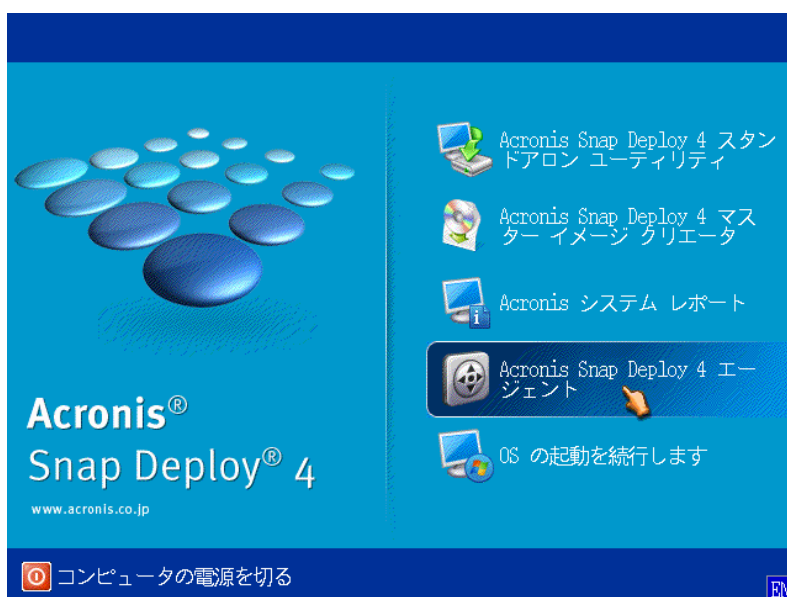 Acronis Snap Deploy 4 スタン
ドアロン ユーティリティ
Acronis Snap Deploy 4 マス
ター イメージ クリエータ
Acronis システム レポート
Acronis Snap Deploy 4 エー
ジェント
OS の起動を続行します
Acronis®
Snap Deploy® 4
www.acronis.co.jp
コンピュータの電源を切る
EN